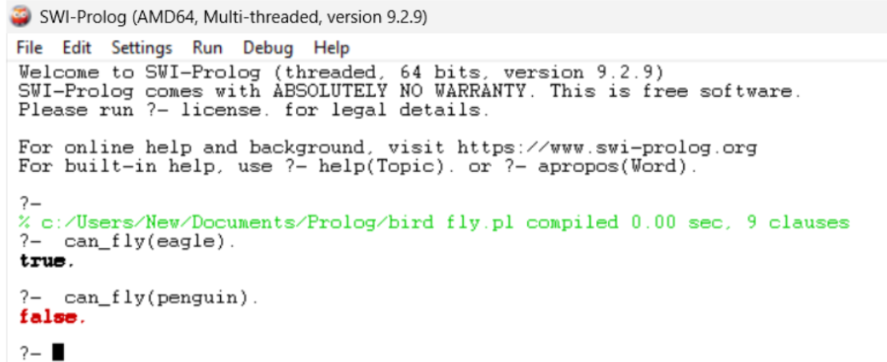 SWI-Prolog (AMD64, Multi-threaded, version 9.2.9)
File Edit Settings Run Debug Help
Welcome to SWI-Prolog (threaded, 64 bits, version 9.2.9)
SWI-Prolog comes with ABSOLUTELY NO WARRANTY. This is free software.
Please run ?- license. for legal details.
For online help and background, visit https://www.swi-prolog.org
For built-in help, use ?- help(Topic). or ?- apropos(Word).
?-
% c:/Users/New/Documents/Prolog/bird fly.pl compiled 0.00 sec, 9 clauses
?- can_fly(eagle).
true.
?- can_fly(penguin).
false.
?-